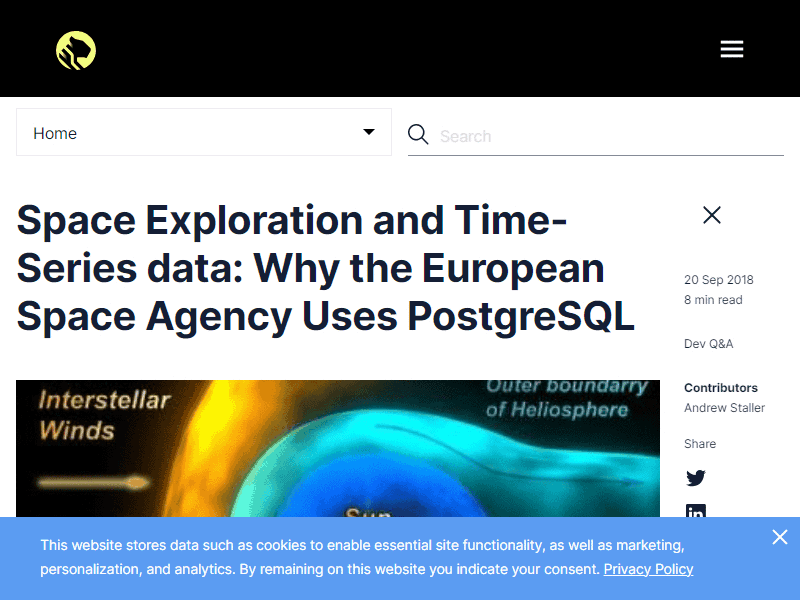 Home
Search
Space Exploration and Time-
Series data: Why the European
Space Agency Uses PostgreSQL
20 Sep 2018
8 min read
Dev Q&A
Contributors
Andrew Staller
Share
Interstellar
Winds
Outer boundarry
of Heliosphere
Sun
This website stores data such as cookies to enable essential site functionality, as well as marketing,
personalization, and analytics. By remaining on this website you indicate your consent. Privacy Policy